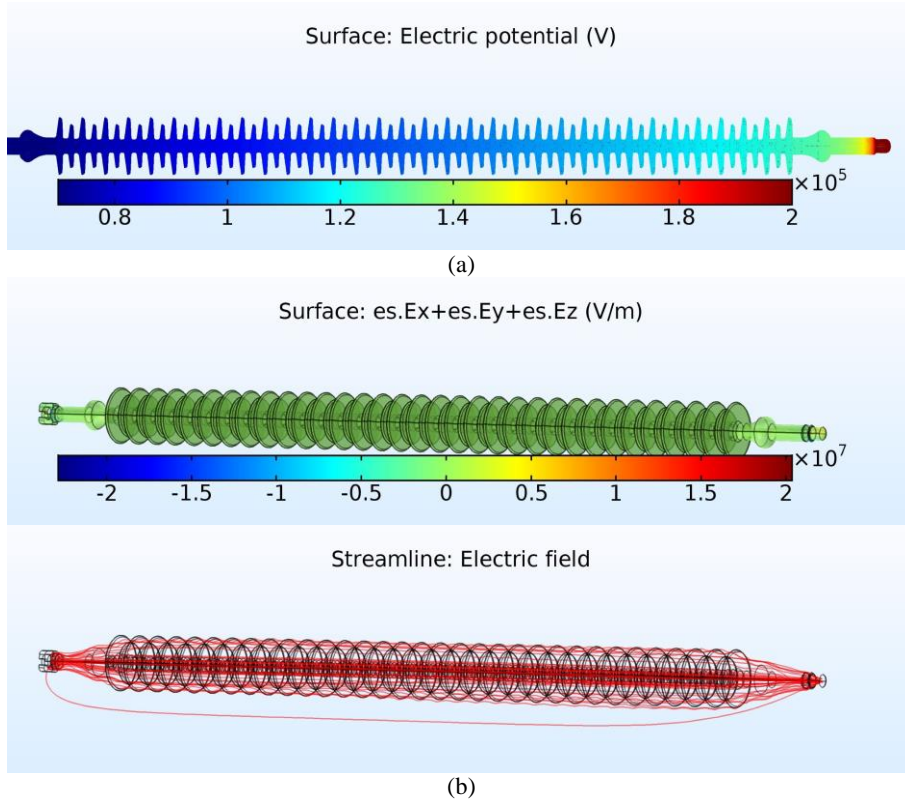 Surface: Electric potential (V)
×10⁵
0.8 1 1.2 1.4 1.6 1.8 2
(a)
Surface: es.Ex+es.Ey+es.Ez (V/m)
×10⁷
-2 -1.5 -1 -0.5 0 0.5 1 1.5 2
Streamline: Electric field
(b)